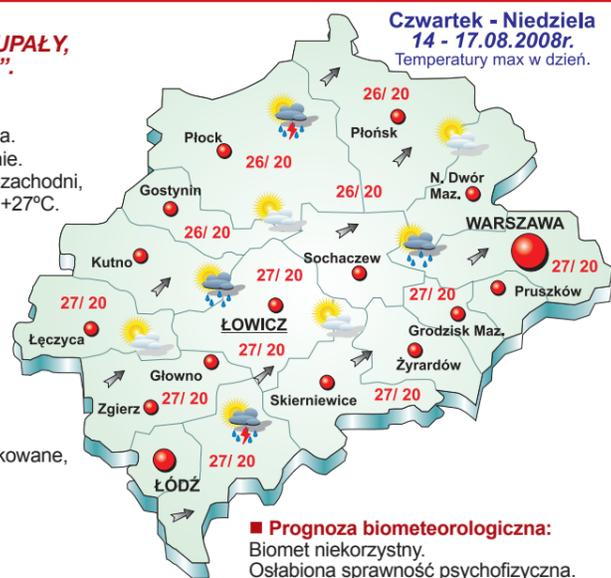 UPAŁY,
”.
Czwartek - Niedziela
14 - 17.08.2008r.
Temperatury max w dzień.
a.
nie.
zachodni,
+27ºC.
26/ 20
Płońsk
Płock
26/ 20
Gostynin
26/ 20
N. Dwór
Maz.
26/ 20
WARSZAWA
27/ 20
Kutno
Sochaczew
27/ 20
Pruszków
27/ 20
27/ 20
Grodzisk Maz.
ŁOWICZ
Łęczyca
27/ 20
Żyrardów
Głowno
Skierniewice
27/ 20
Zgierz
27/ 20
27/ 20
ŁÓDŹ
kowane,
■ Prognoza biometeorologiczna:
Biomet niekorzystny.
Osłabiona sprawność psychofizyczna.